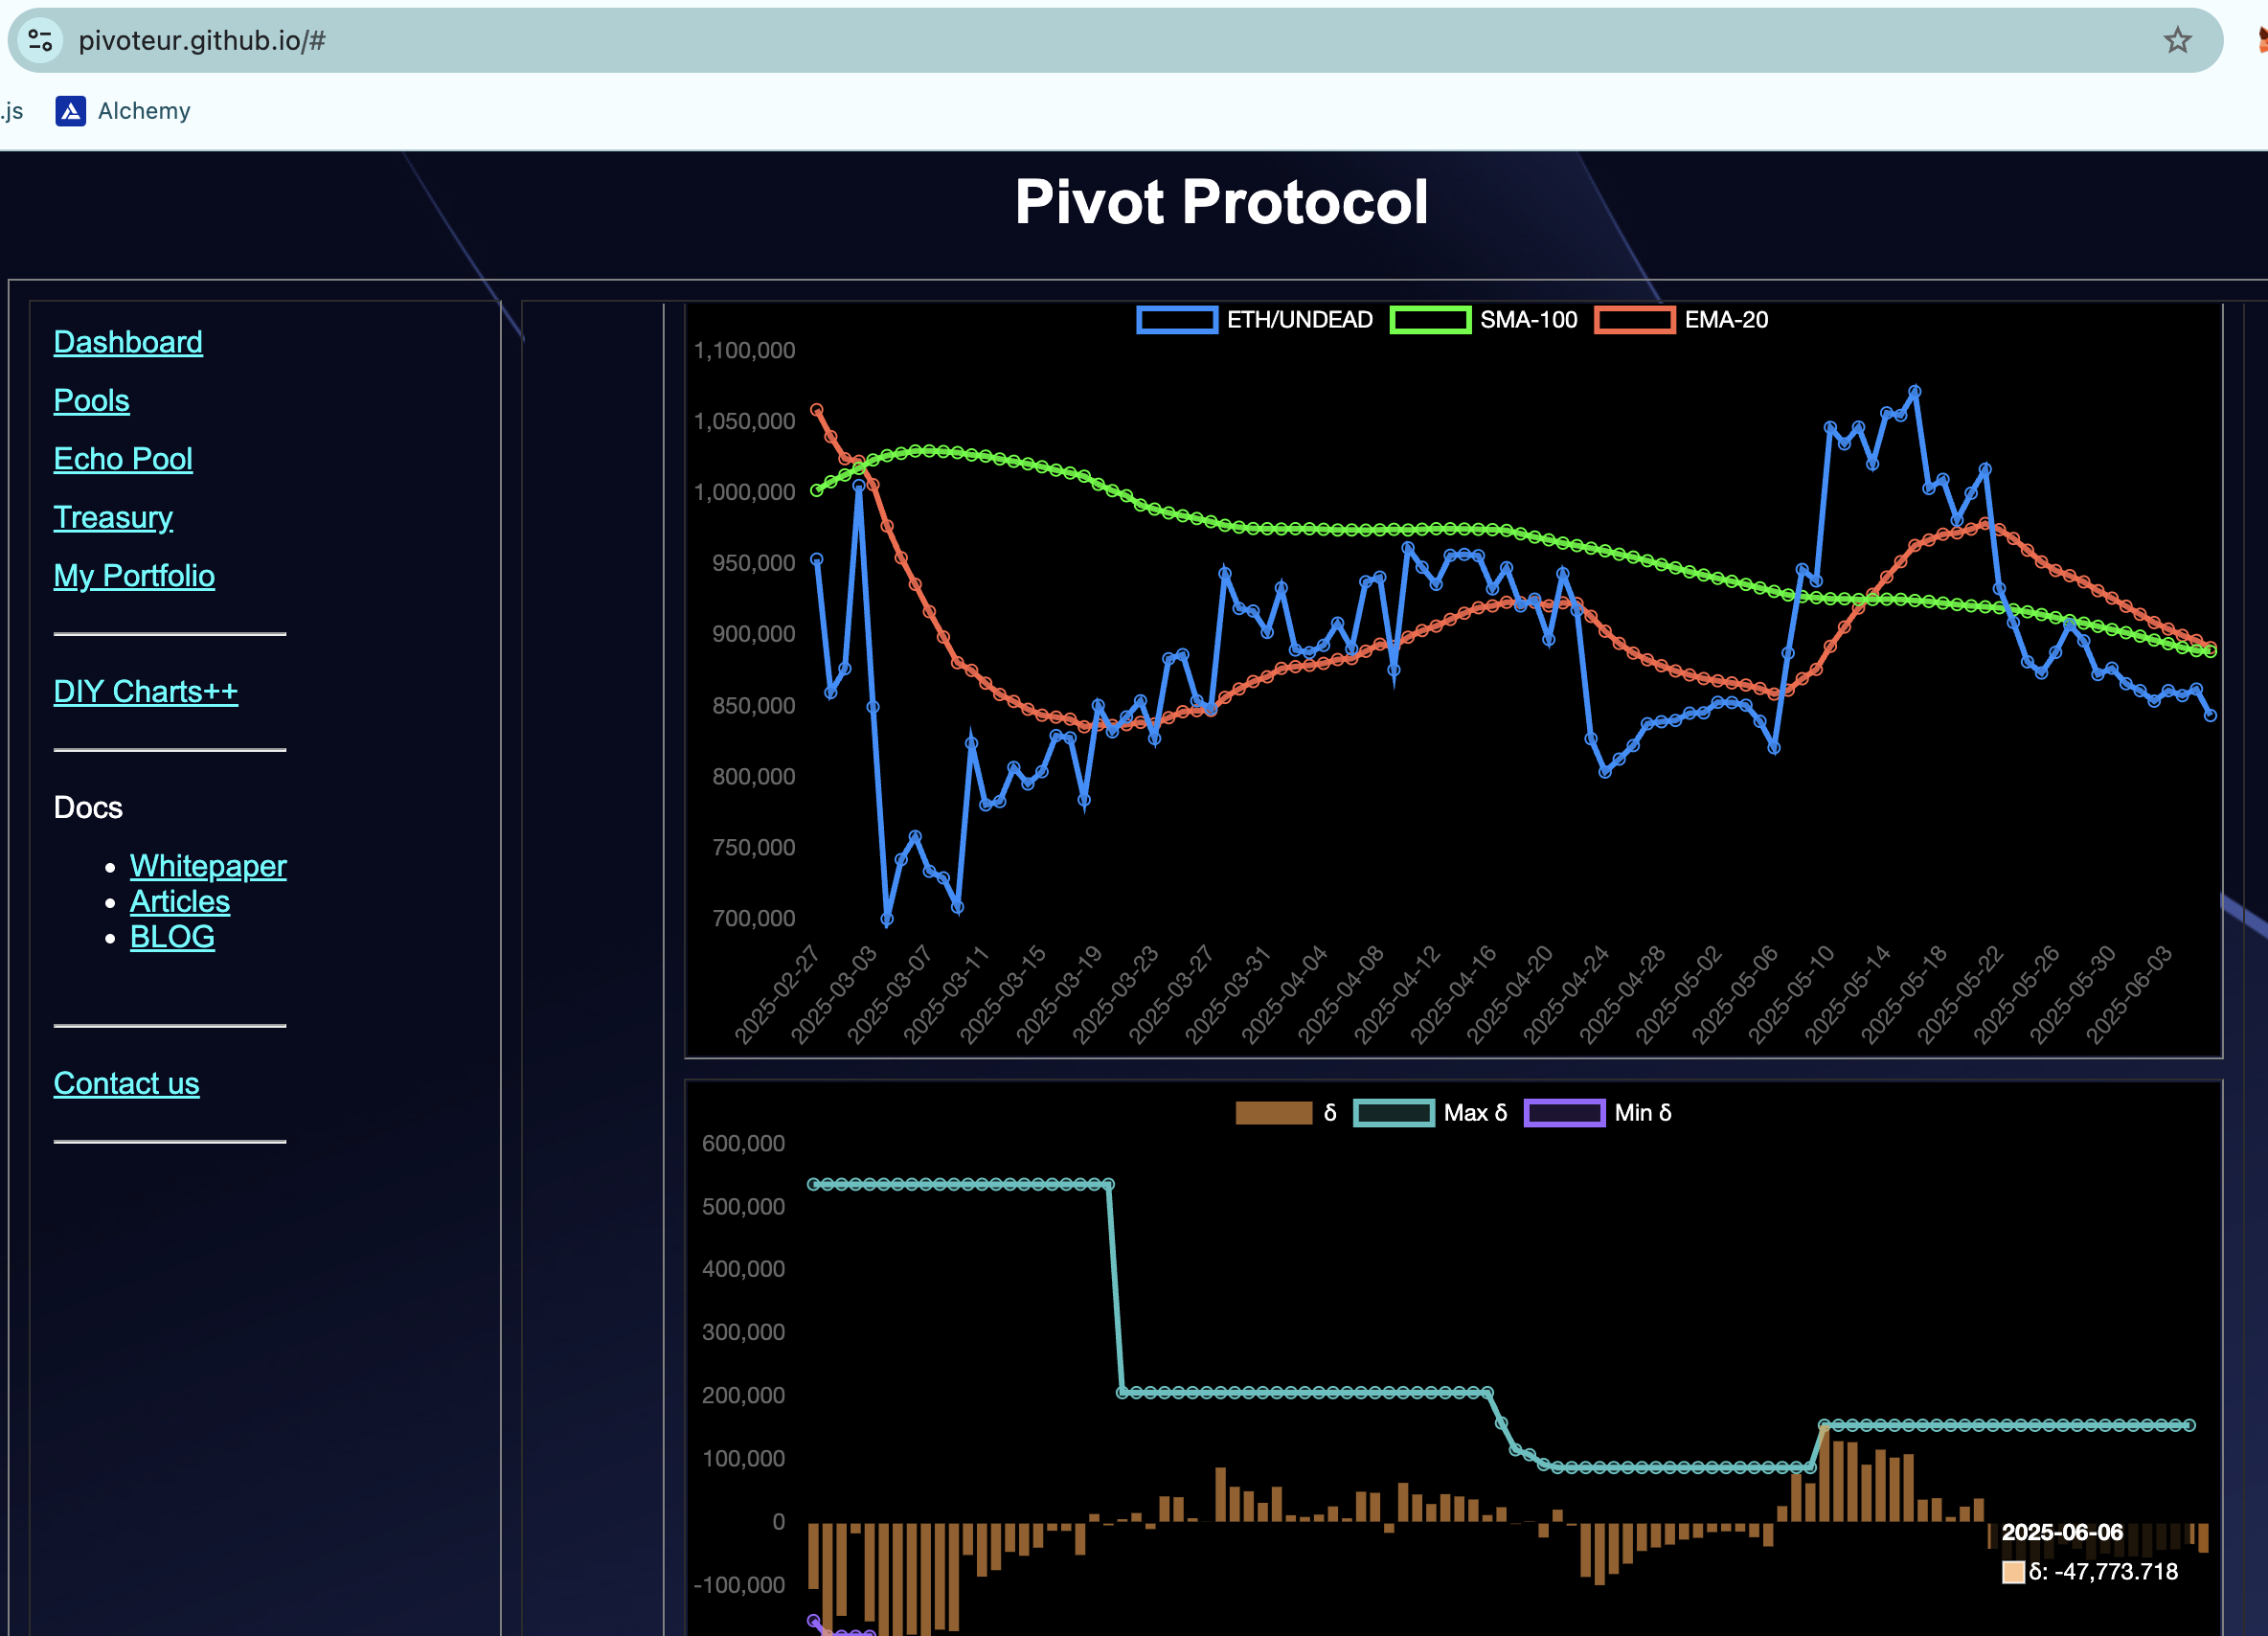 pivoteur.github.io/#
.js Alchemy
Pivot Protocol
Dashboard
Pools
Echo Pool
Treasury
My Portfolio
DIY Charts++
Docs
Whitepaper
Articles
BLOG
Contact us
ETH/UNDEAD SMA-100 EMA-20
1,100,000
1,050,000
1,000,000
950,000
900,000
850,000
800,000
750,000
700,000
2025-02-27
2025-03-03
2025-03-07
2025-03-11
2025-03-15
2025-03-19
2025-03-23
2025-03-27
2025-03-31
2025-04-04
2025-04-08
2025-04-12
2025-04-16
2025-04-20
2025-04-24
2025-04-28
2025-05-02
2025-05-06
2025-05-10
2025-05-14
2025-05-18
2025-05-22
2025-05-26
2025-05-30
2025-06-03
δ Max δ Min δ
600,000
500,000
400,000
300,000
200,000
100,000
0
-100,000
2025-06-06
δ: -47,773.718